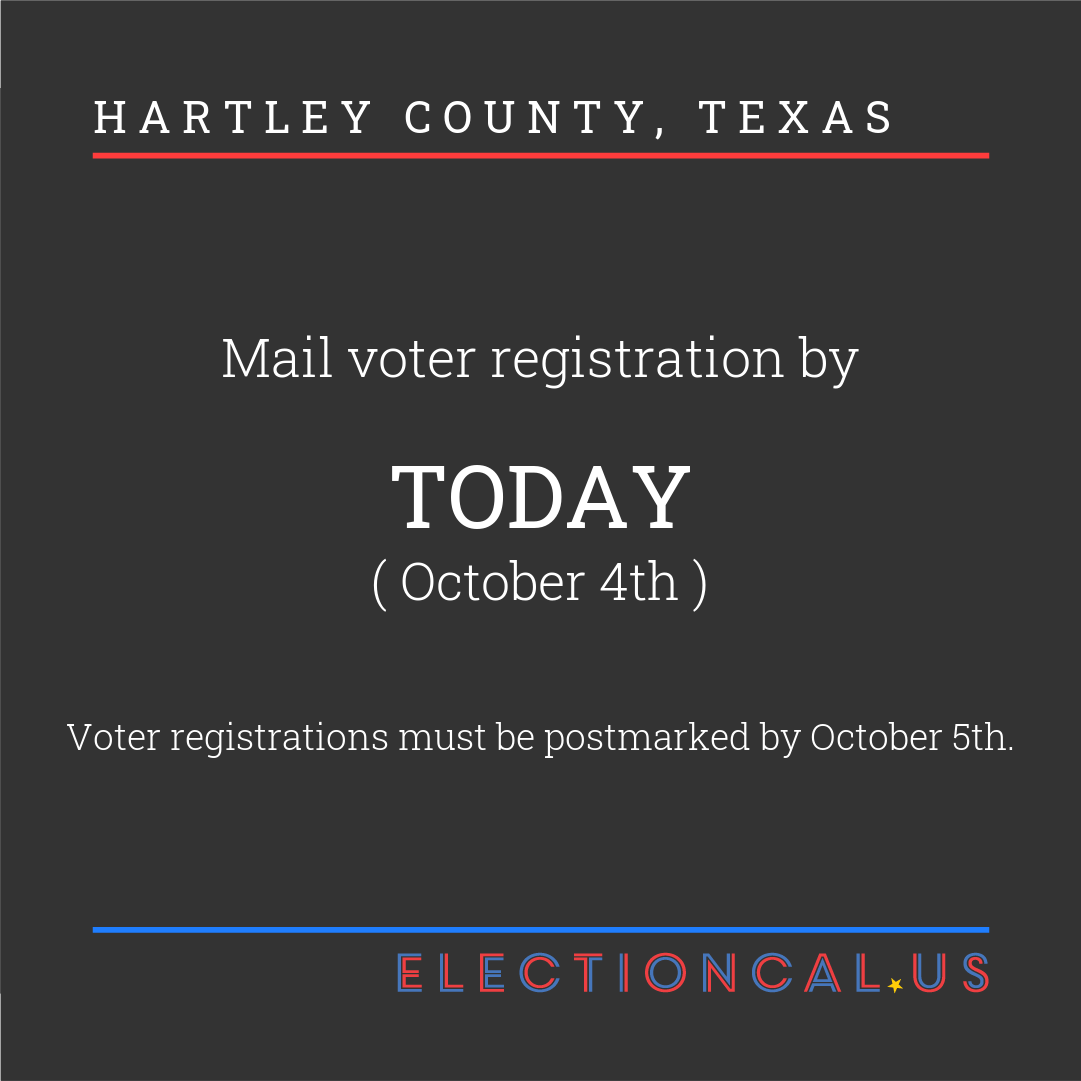 HARTLEY COUNTY, TEXAS
Mail voter registration by
TODAY
( October 4th )
Voter registrations must be postmarked by October 5th.
ELECTIONCAL.US